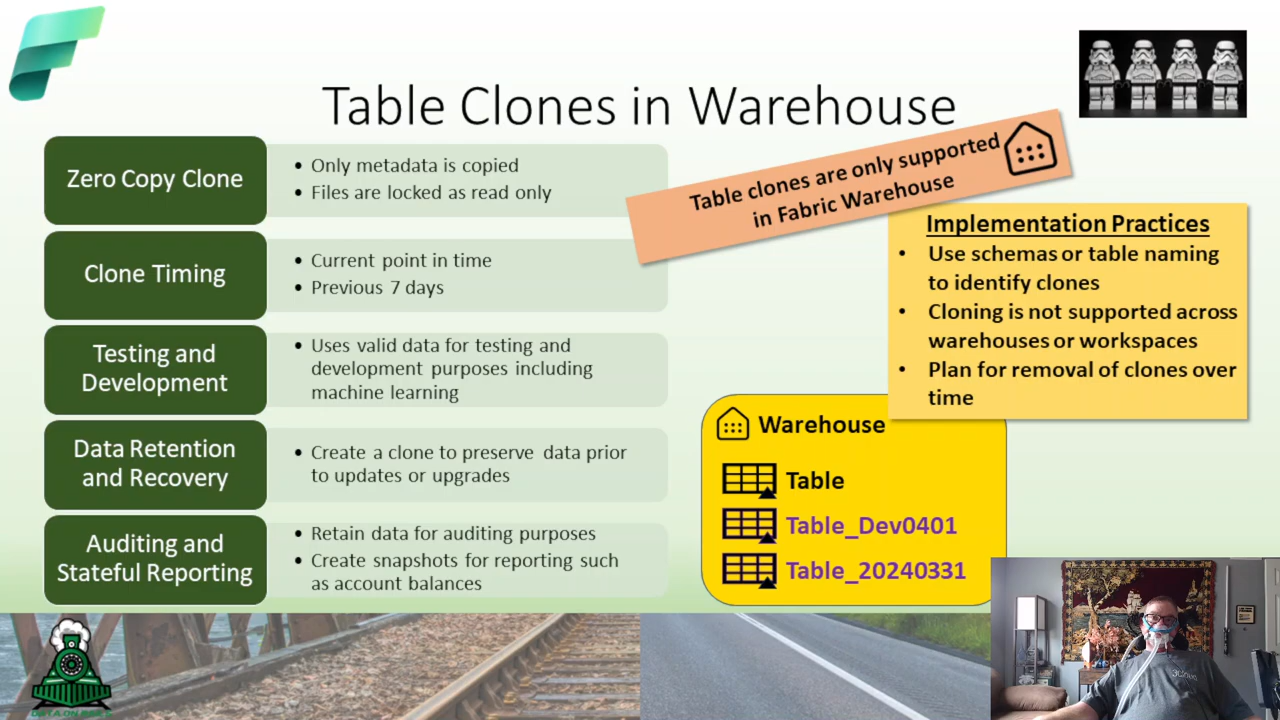 Table Clones in Warehouse
Zero Copy Clone
• Only metadata is copied
• Files are locked as read only
Clone Timing
• Current point in time
• Previous 7 days
Testing and
Development
• Uses valid data for testing and
development purposes including
machine learning
Data Retention
and Recovery
• Create a clone to preserve data prior
to updates or upgrades
Auditing and
Stateful Reporting
• Retain data for auditing purposes
• Create snapshots for reporting such
as account balances
Table clones are only supported
in Fabric Warehouse
Implementation Practices
• Use schemas or table naming
to identify clones
• Cloning is not supported across
warehouses or workspaces
• Plan for removal of clones over
time
Warehouse
Table
Table_Dev0401
Table_20240331
DATA ON RAILS